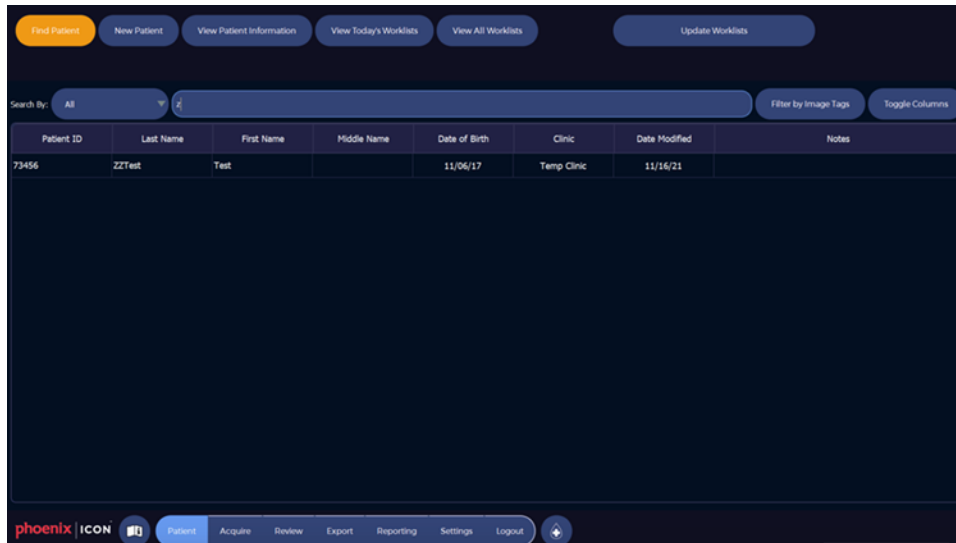 Find Patient New Patient View Patient Information View Today's Worklists View All Worklists Update Worklists
Search By: All z Filter by Image Tags Toggle Columns
Patient ID Last Name First Name Middle Name Date of Birth Clinic Date Modified Notes
73456 ZZTest Test 11/06/17 Temp Clinic 11/16/21
phoenix | ICON Patient Acquire Review Export Reporting Settings Logout